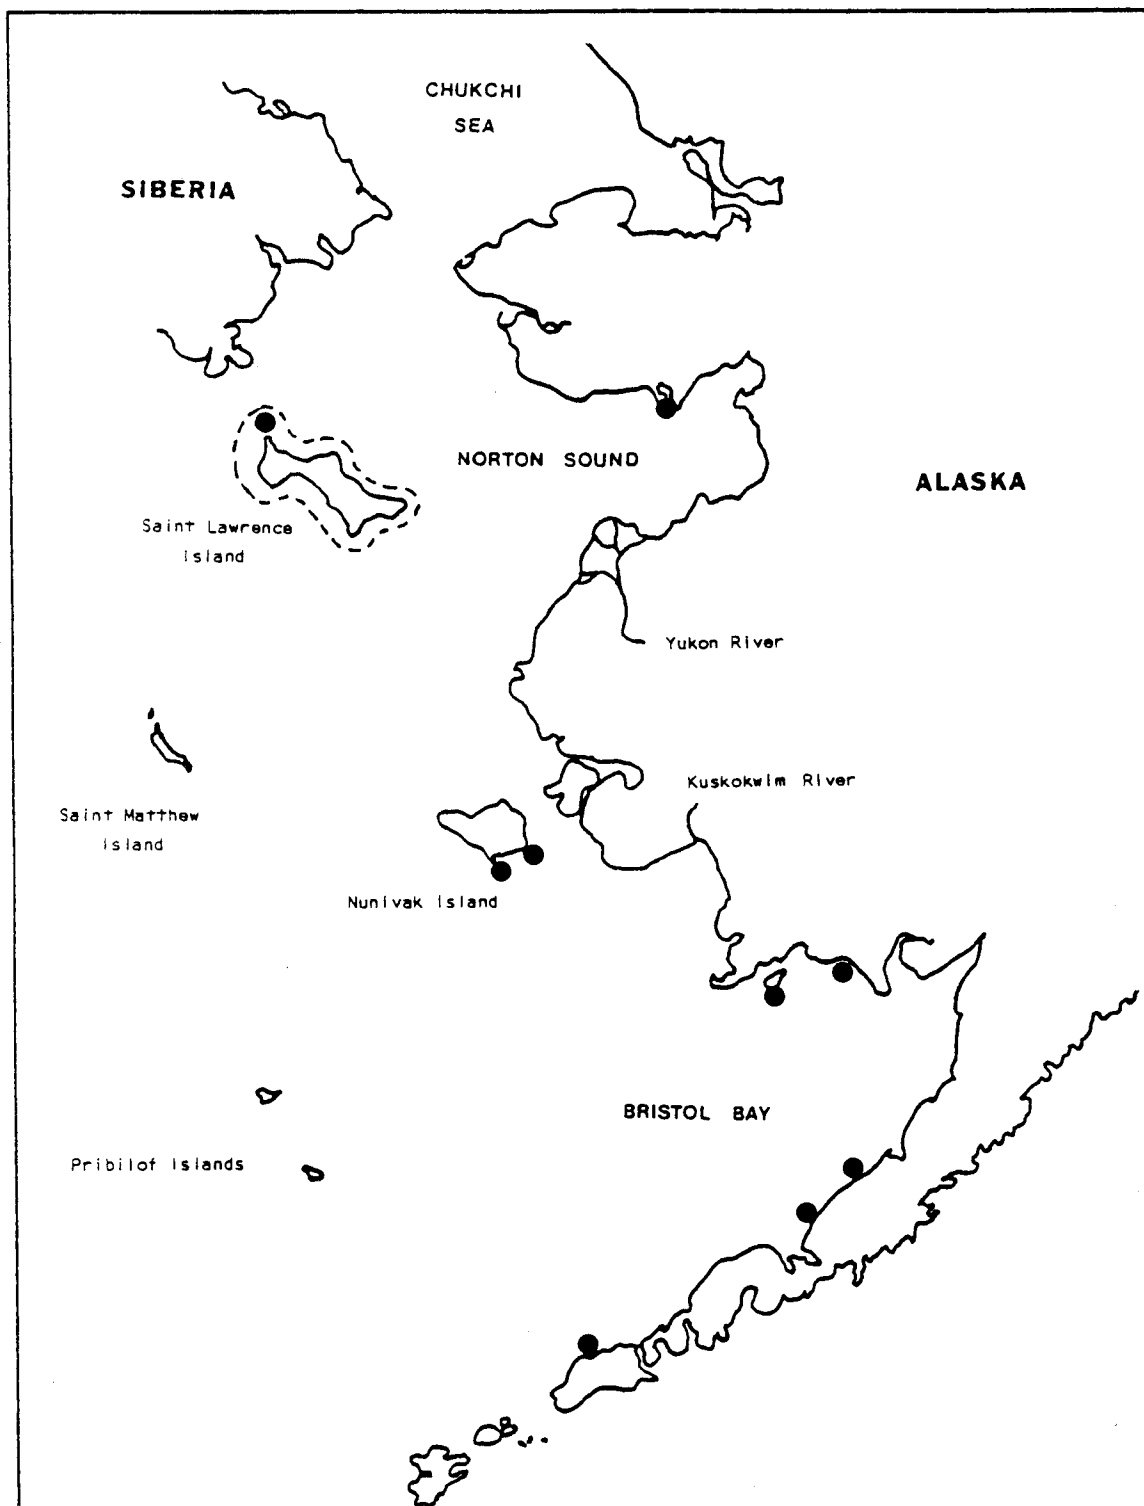 CHUKCHI
SEA
SIBERIA
NORTON SOUND
ALASKA
Saint Lawrence
Island
Yukon River
Kuskokwim River
Saint Matthew
Island
Nunivak Island
BRISTOL BAY
Pribilof Islands